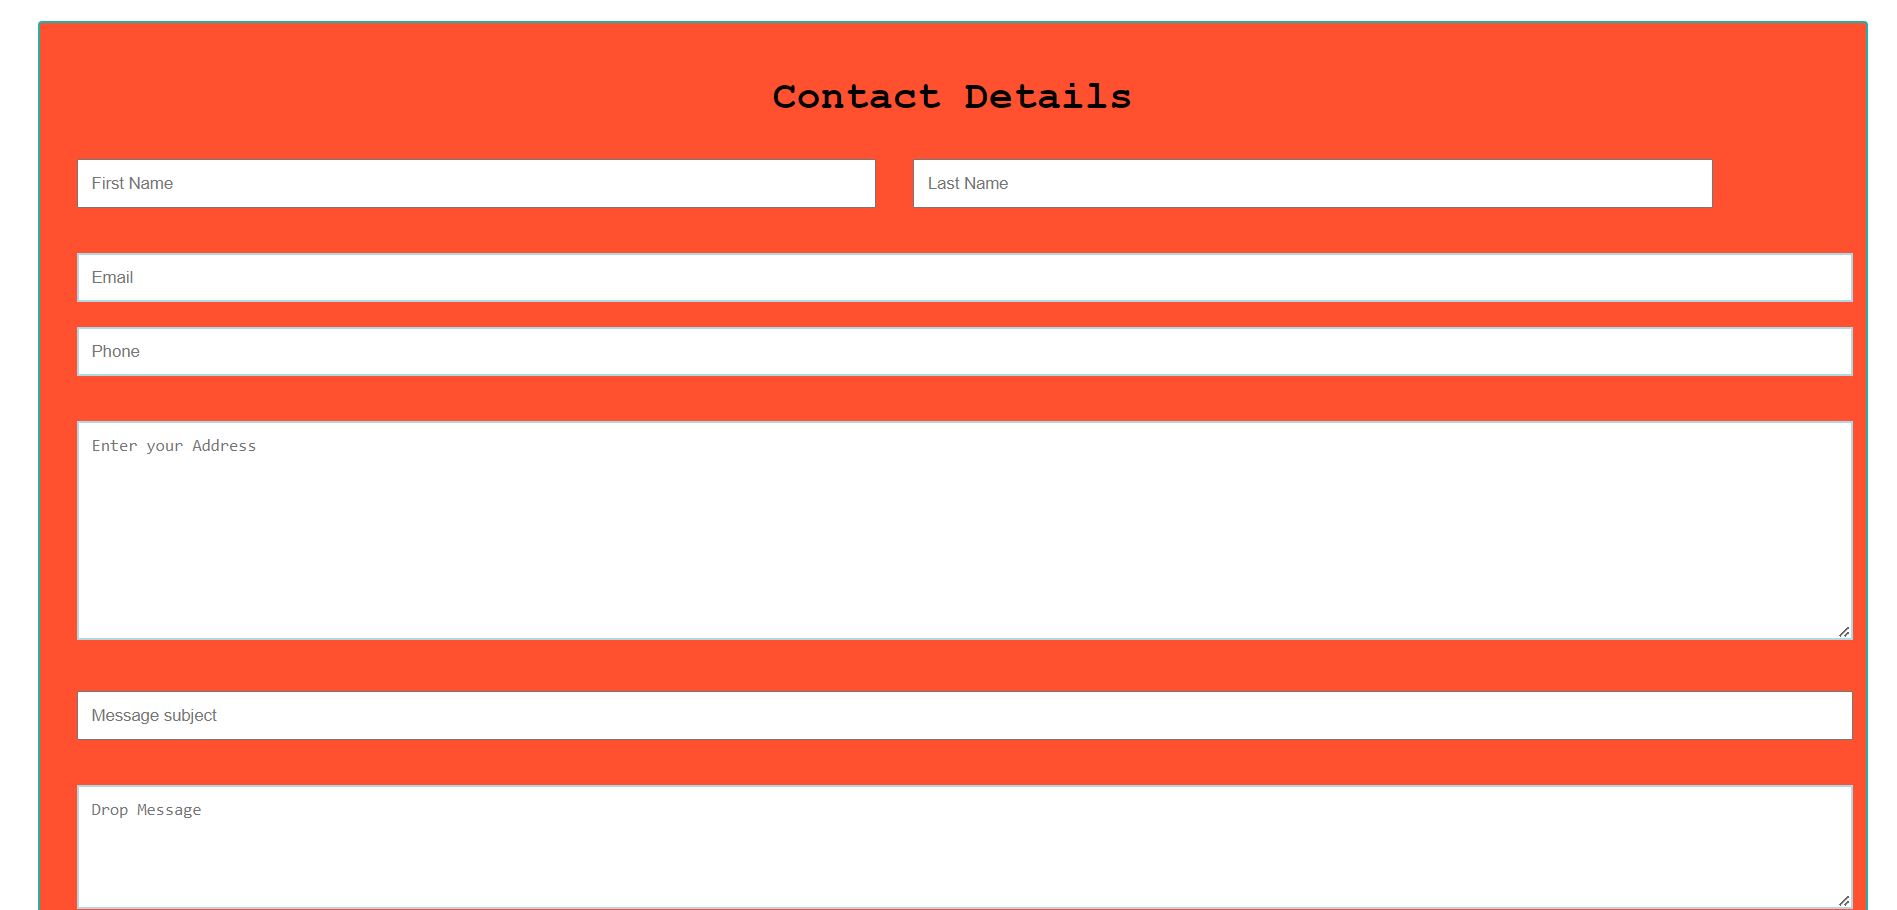 Contact Details
First Name Last Name
Email
Phone
Enter your Address
Message subject
Drop Message